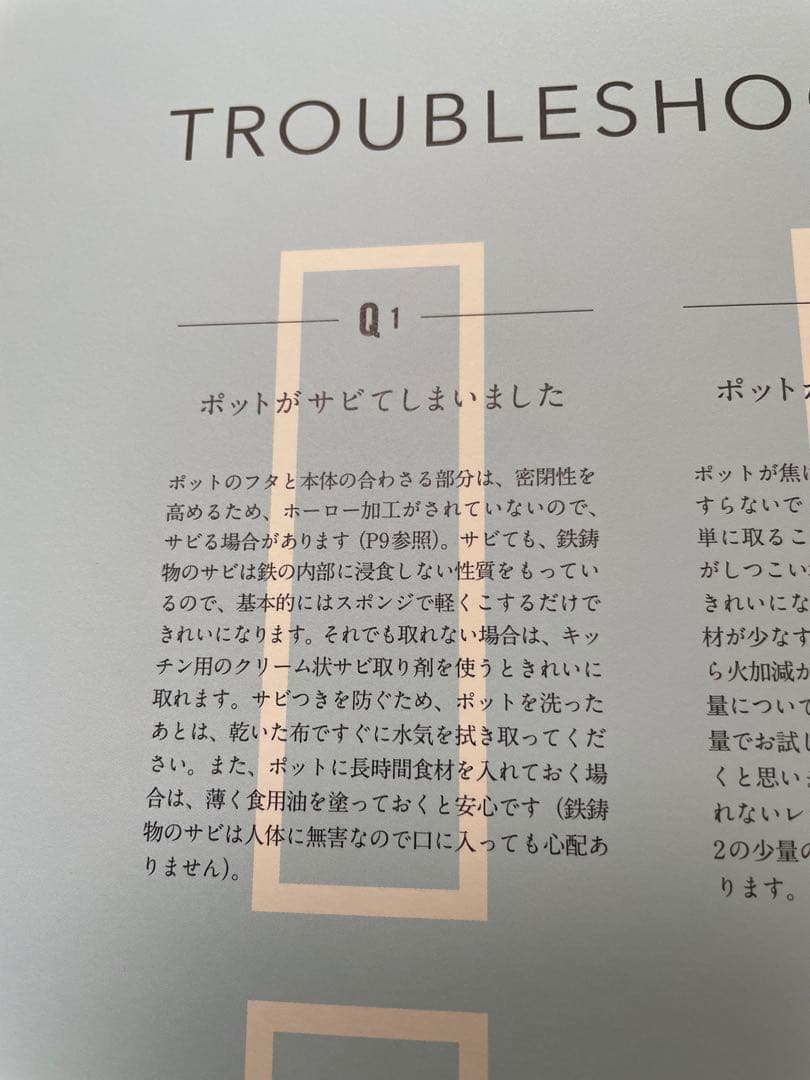 TROUBLESHO
Q1
ポットがサビてしまいました
ポットのフタと本体の合わさる部分は、密閉性を
高めるため、ホーロー加工がされていないので、
サビる場合があります（P9参照）。サビても、鉄鋳
物のサビは鉄の内部に浸食しない性質をもってい
るので、基本的にはスポンジで軽くこするだけで
きれいになります。それでも取れない場合は、キッ
チン用のクリーム状サビ取り剤を使うときれいに
取れます。サビつきを防ぐため、ポットを洗った
あとは、乾いた布ですぐに水気を拭き取ってくだ
さい。また、ポットに長時間食材を入れておく場
合は、薄く食用油を塗っておくと安心です（鉄鋳
物のサビは人体に無害なので口に入っても心配あ
りません）。
ポット
ポットが焦
すらないで
単に取るこ
がしつこい
きれいにな
材が少なす
ら火加減が
量について
量でお試し
くと思い
れないレ
2の少量の
ります。